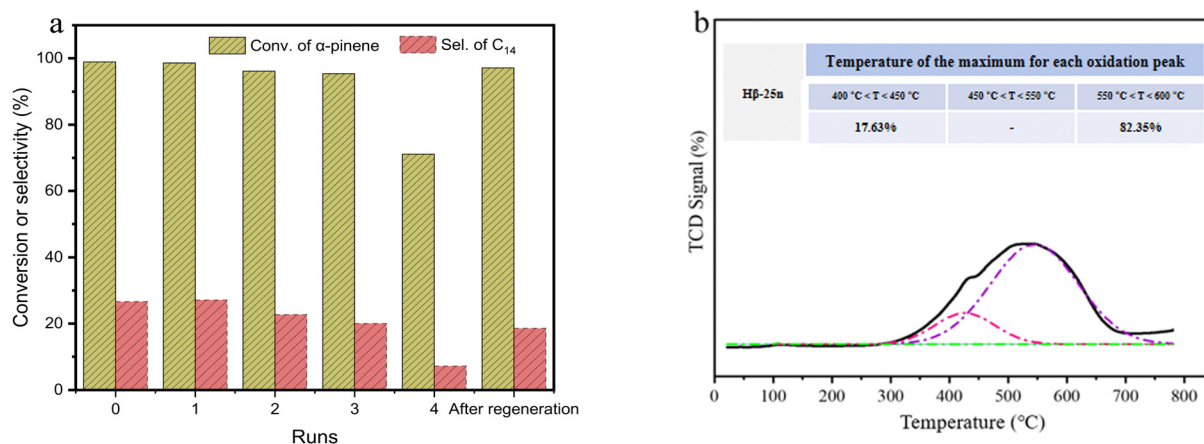 a
Conv. of α-pinene
Sel. of C14
Conversion or selectivity (%)
100
80
60
40
20
0
0 1 2 3 4 After regeneration
Runs
b
Hβ-25n
Temperature of the maximum for each oxidation peak
400 °C < T < 450 °C 450 °C < T < 550 °C 550 °C < T < 600 °C
17.63% - 82.35%
TCD Signal (%)
0 100 200 300 400 500 600 700 800
Temperature (°C)